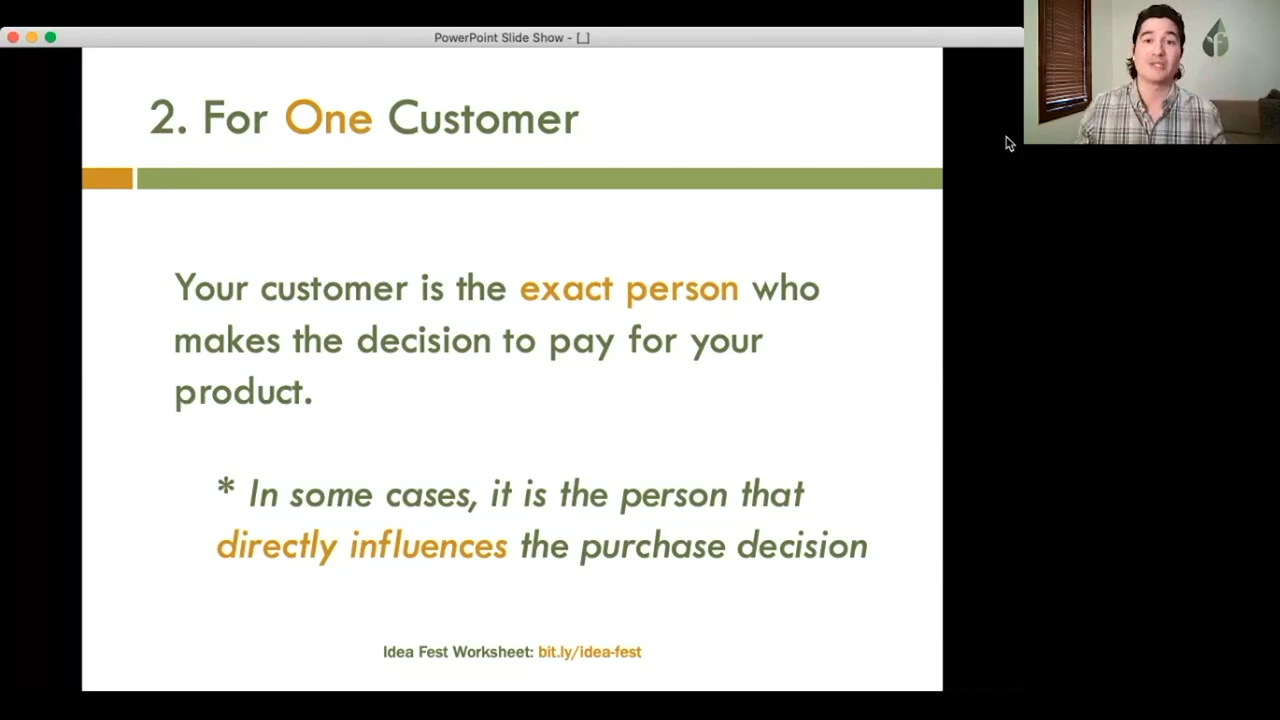 PowerPoint Slide Show - [_]
2. For One Customer
Your customer is the exact person who
makes the decision to pay for your
product.
* In some cases, it is the person that
directly influences the purchase decision
Idea Fest Worksheet: bit.ly/idea-fest